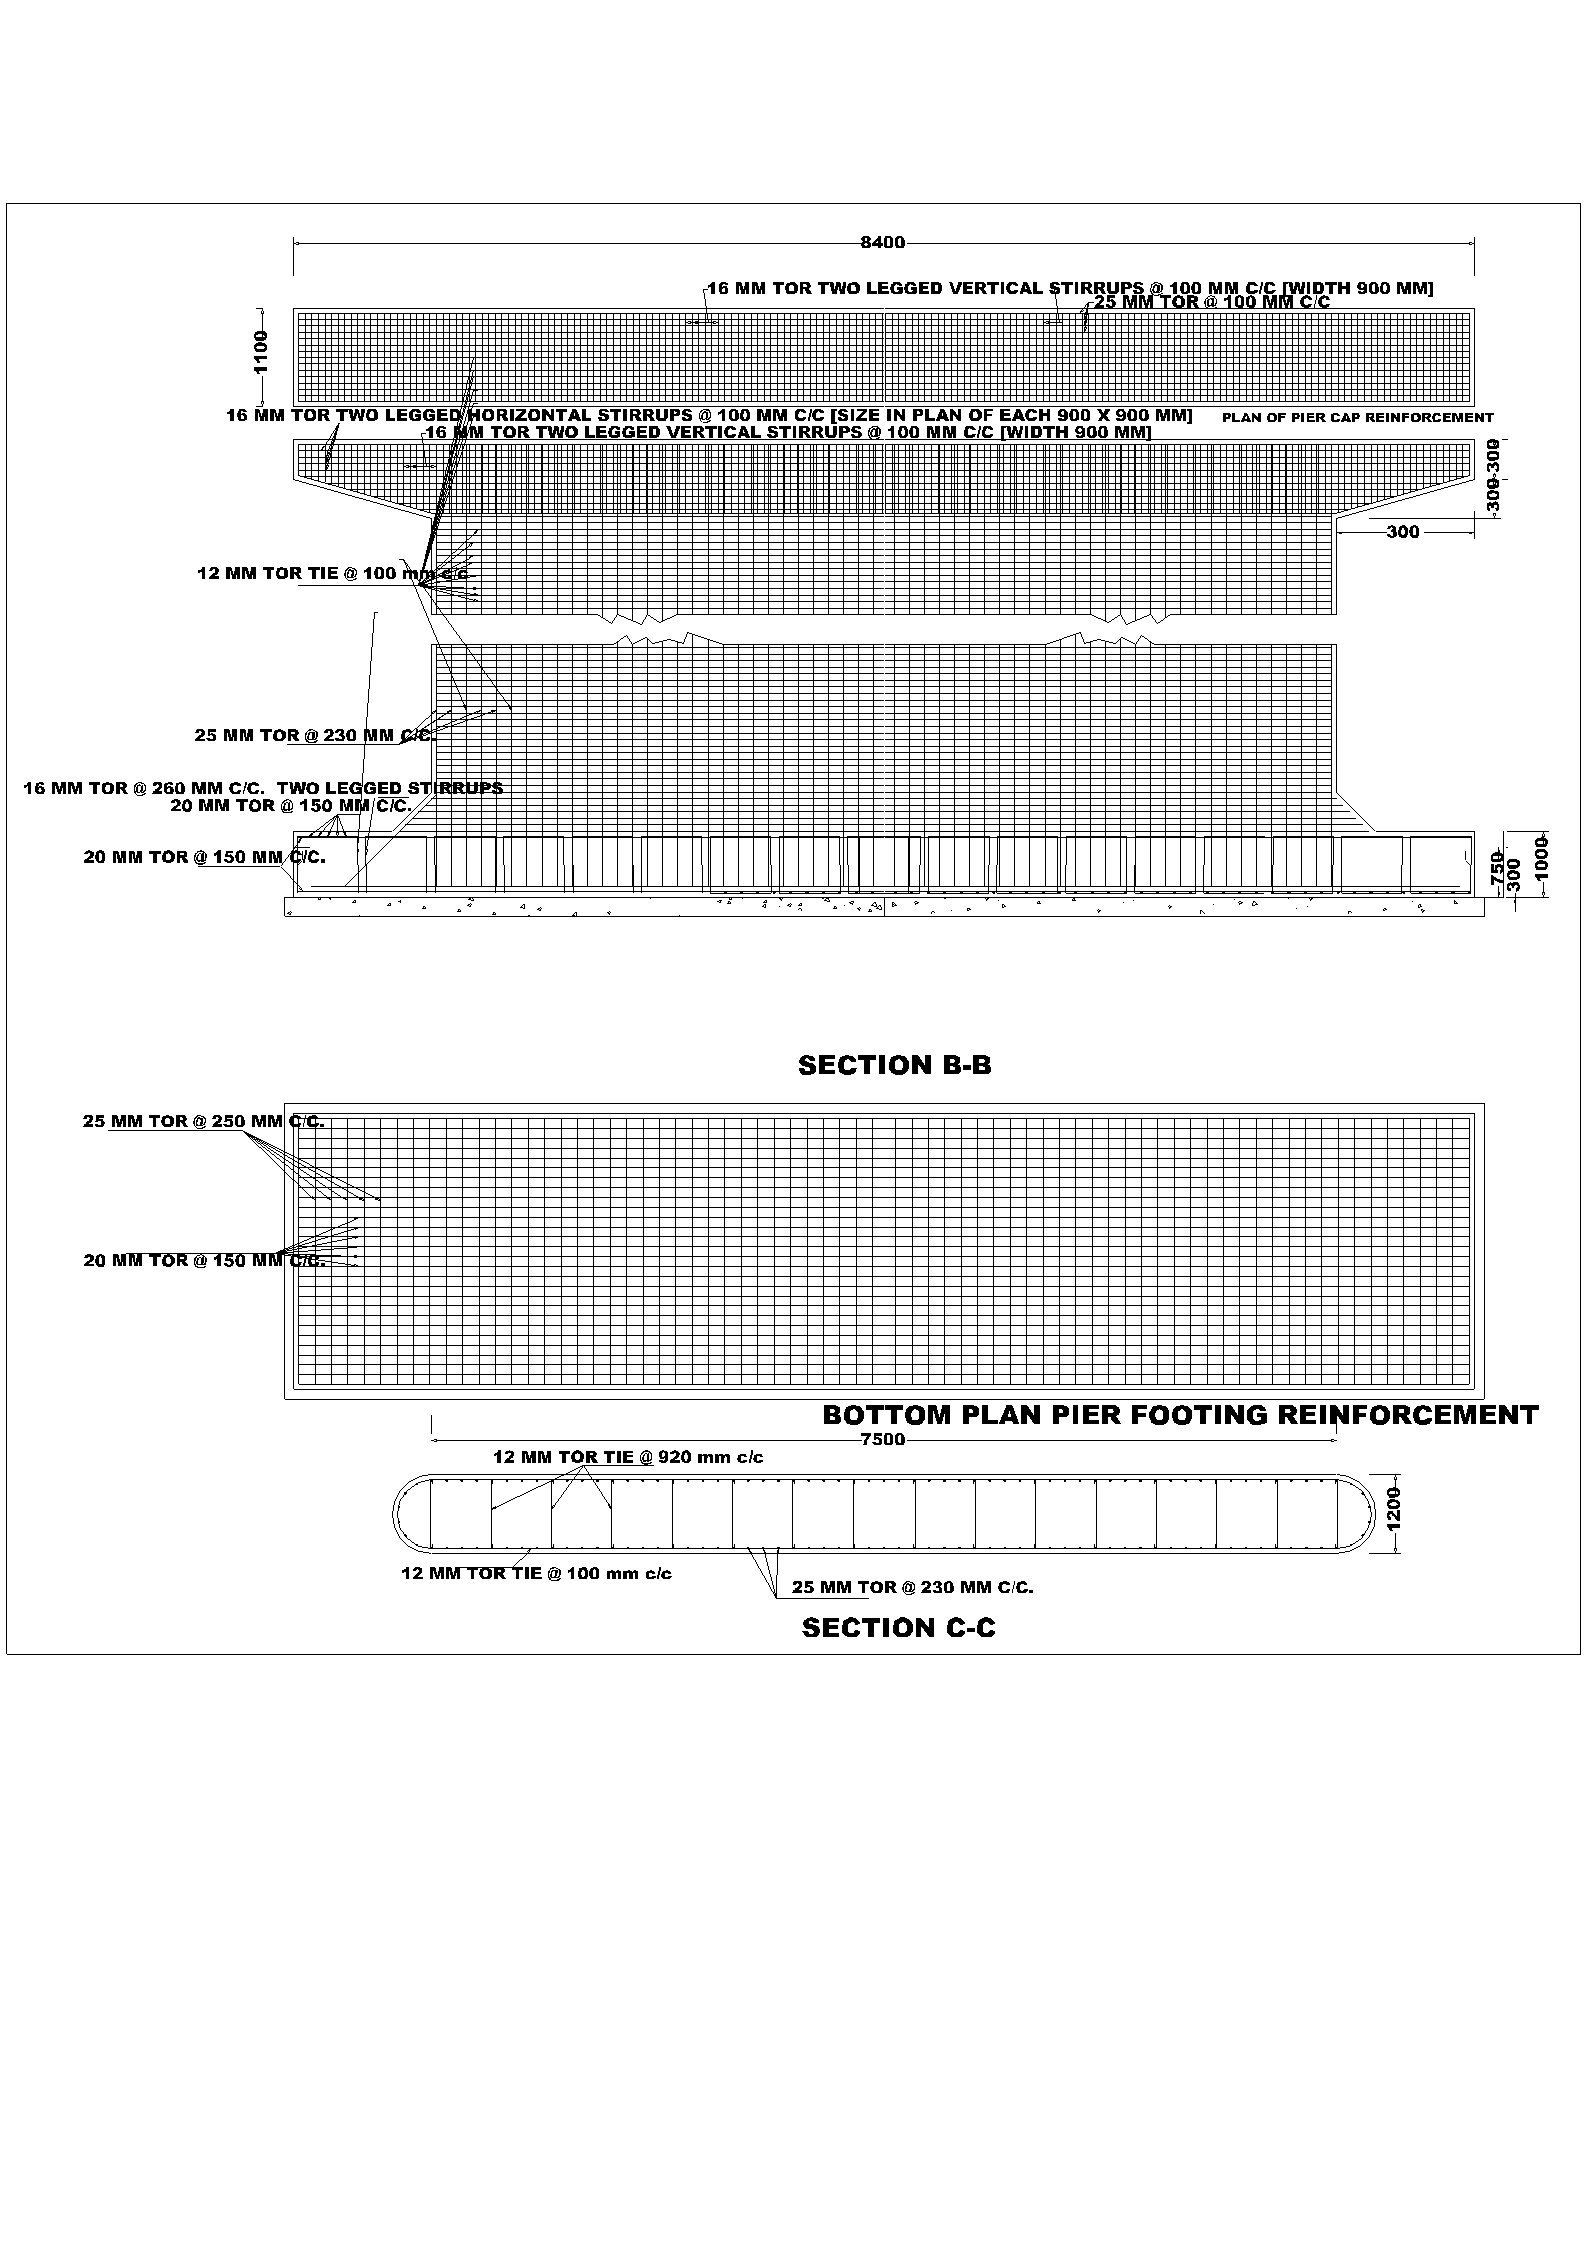 8400
16 MM TOR TWO LEGGED VERTICAL STIRRUPS @ 100 MM C/C [WIDTH 900 MM]
25 MM TOR @ 100 MM C/C
1100
16 MM TOR TWO LEGGED HORIZONTAL STIRRUPS @ 100 MM C/C [SIZE IN PLAN OF EACH 900 X 900 MM]
PLAN OF PIER CAP REINFORCEMENT
16 MM TOR TWO LEGGED VERTICAL STIRRUPS @ 100 MM C/C [WIDTH 900 MM]
300
300
300
12 MM TOR TIE @ 100 mm c/c
25 MM TOR @ 230 MM C/C.
16 MM TOR @ 260 MM C/C. TWO LEGGED STIRRUPS
20 MM TOR @ 150 MM C/C.
20 MM TOR @ 150 MM C/C.
750
300
1000
SECTION B-B
25 MM TOR @ 250 MM C/C.
20 MM TOR @ 150 MM C/C.
BOTTOM PLAN PIER FOOTING REINFORCEMENT
7500
12 MM TOR TIE @ 920 mm c/c
1200
12 MM TOR TIE @ 100 mm c/c
25 MM TOR @ 230 MM C/C.
SECTION C-C